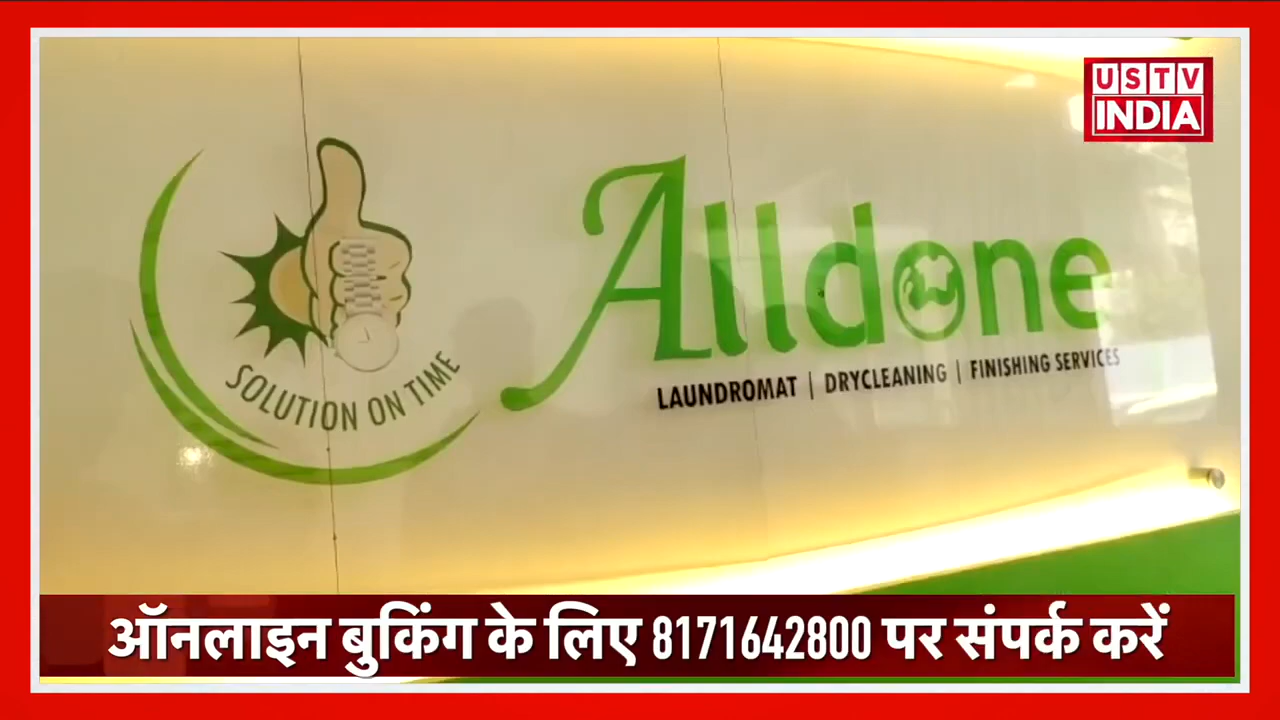 USTV
INDIA
Alldone
LAUNDROMAT | DRYCLEANING | FINISHING SERVICES
SOLUTION ON TIME
ऑनलाइन बुकिंग के लिए 8171642800 पर संपर्क करें